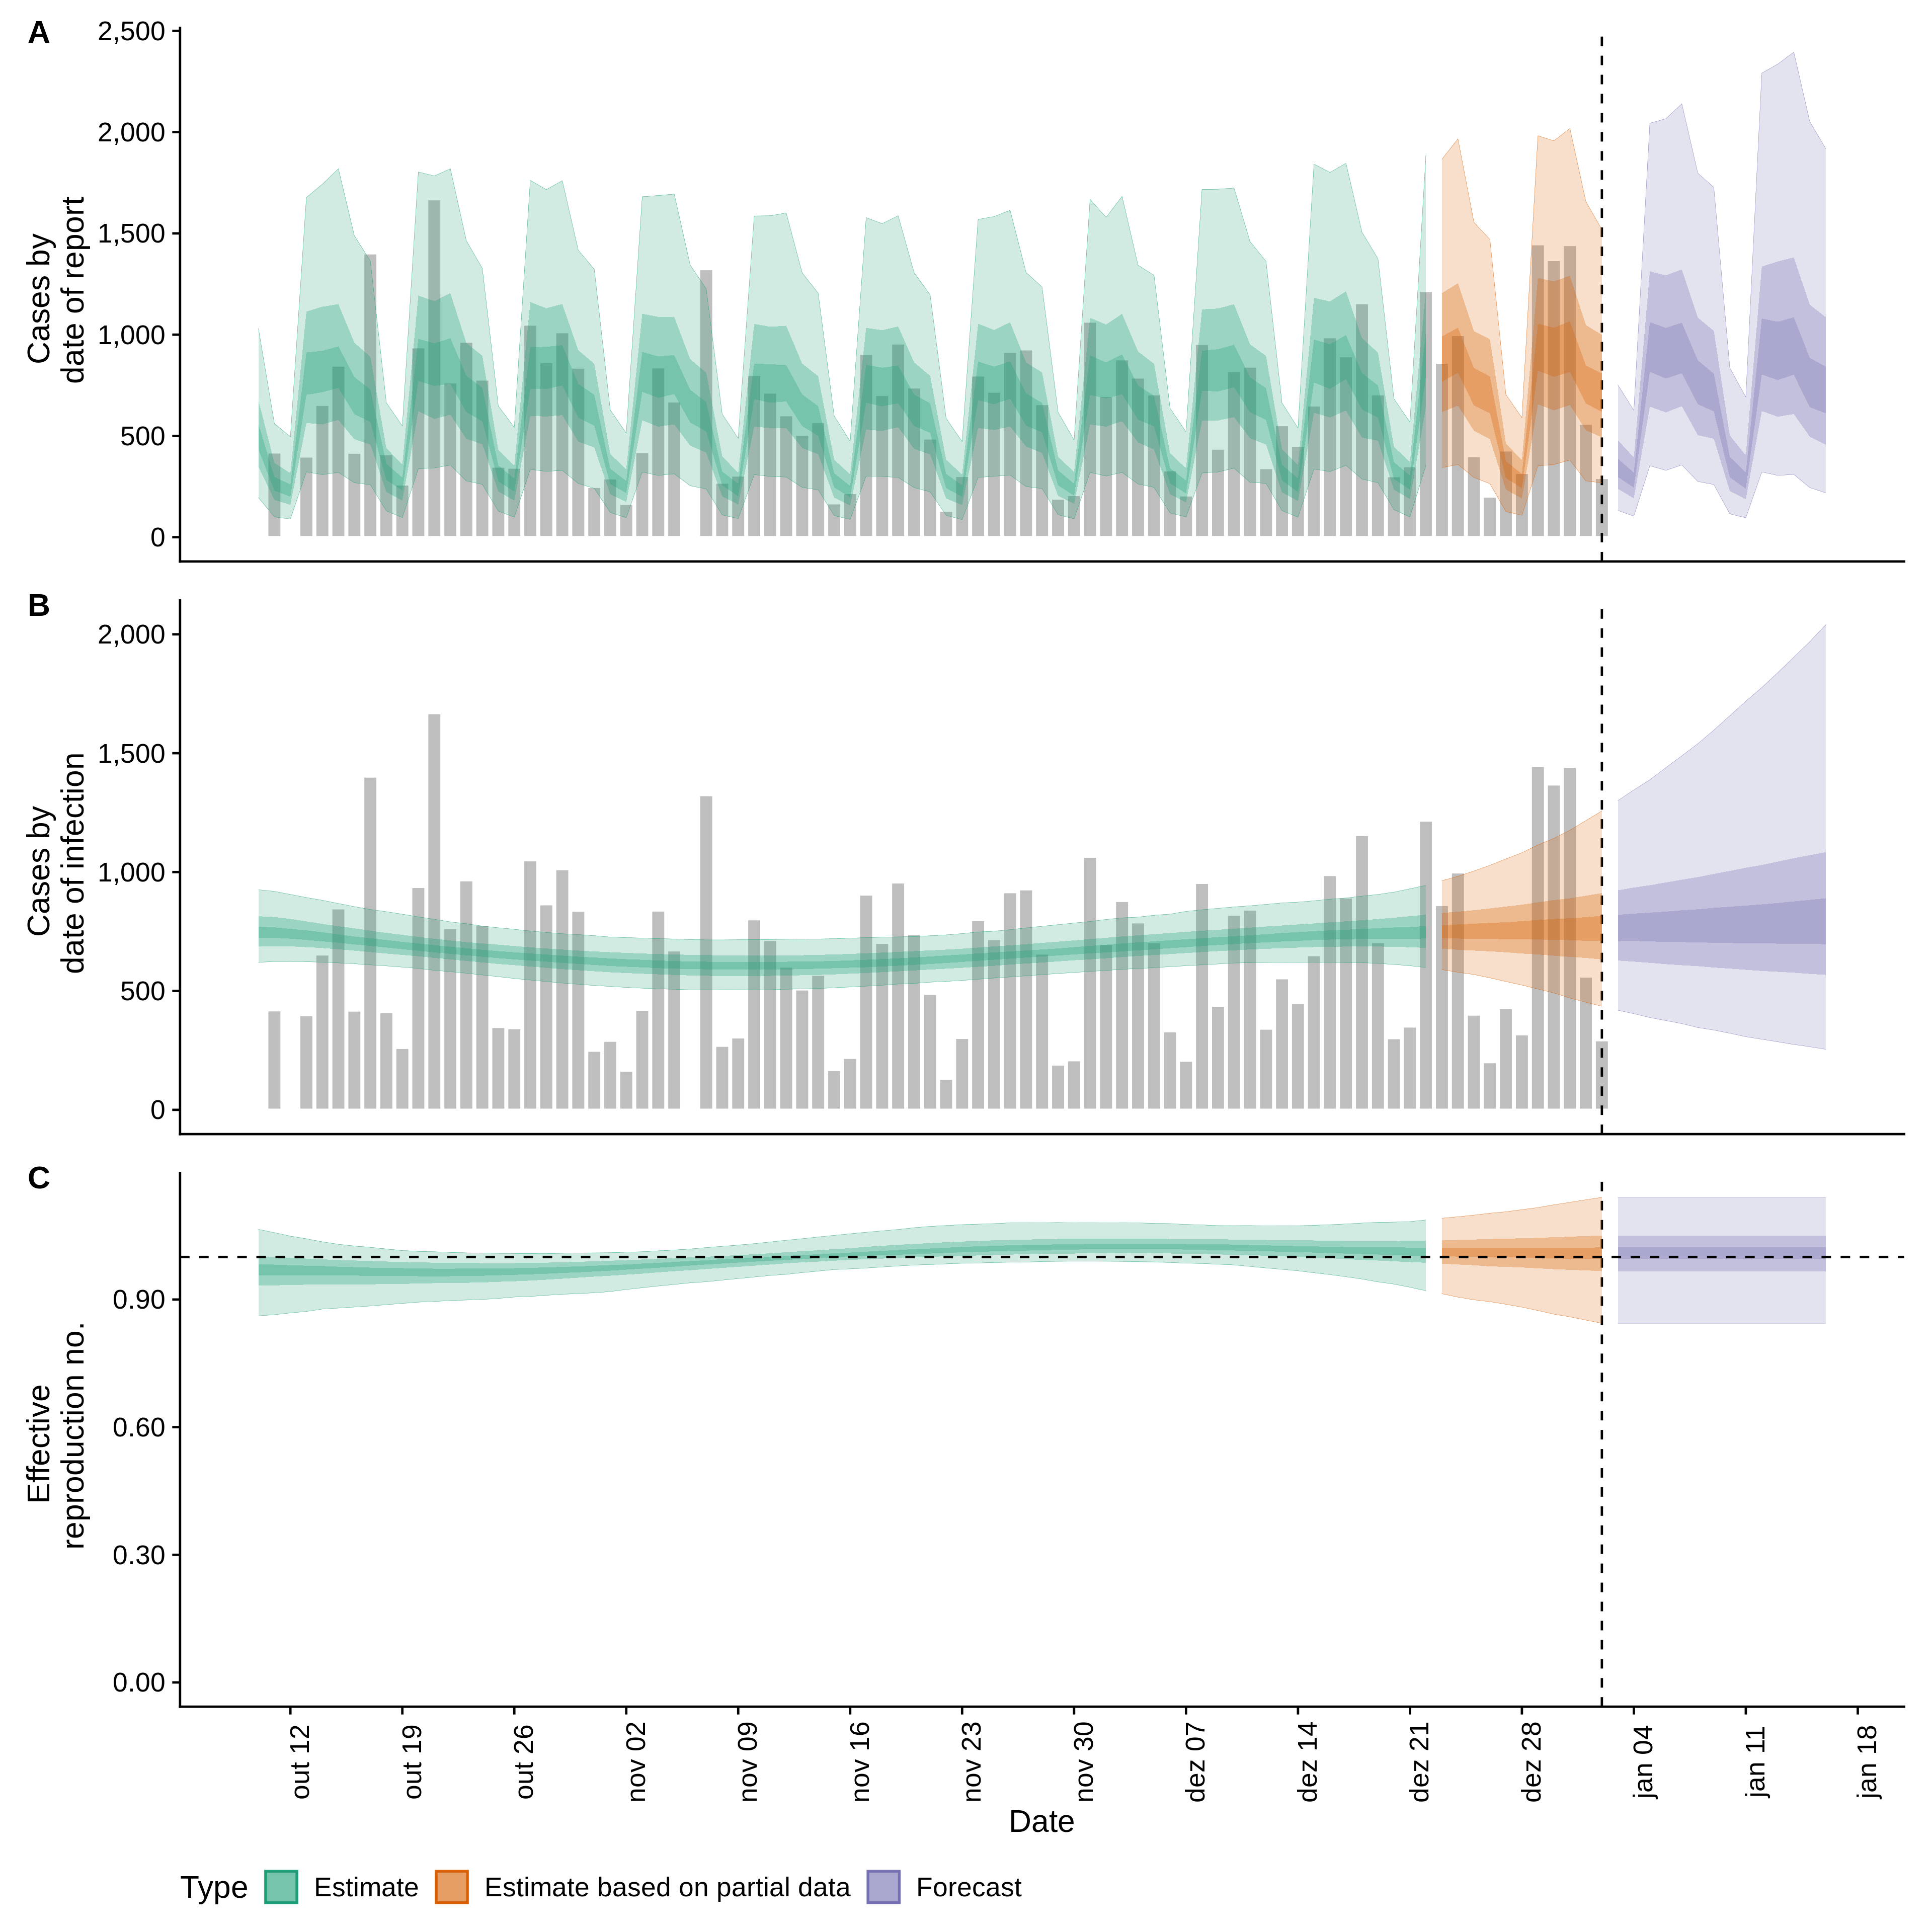 A
2,500
2,000
1,500
1,000
500
0
Cases by
date of report
B
2,000
1,500
1,000
500
0
Cases by
date of infection
C
0.90
0.60
0.30
0.00
Effective
reproduction no.
out 12
out 19
out 26
nov 02
nov 09
nov 16
nov 23
nov 30
dez 07
dez 14
dez 21
dez 28
jan 04
jan 11
jan 18
Date
Type Estimate Estimate based on partial data Forecast